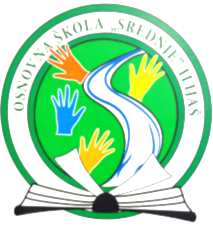 OSNOVNA ŠKOLA „SREDNJE" ILIJAŠ